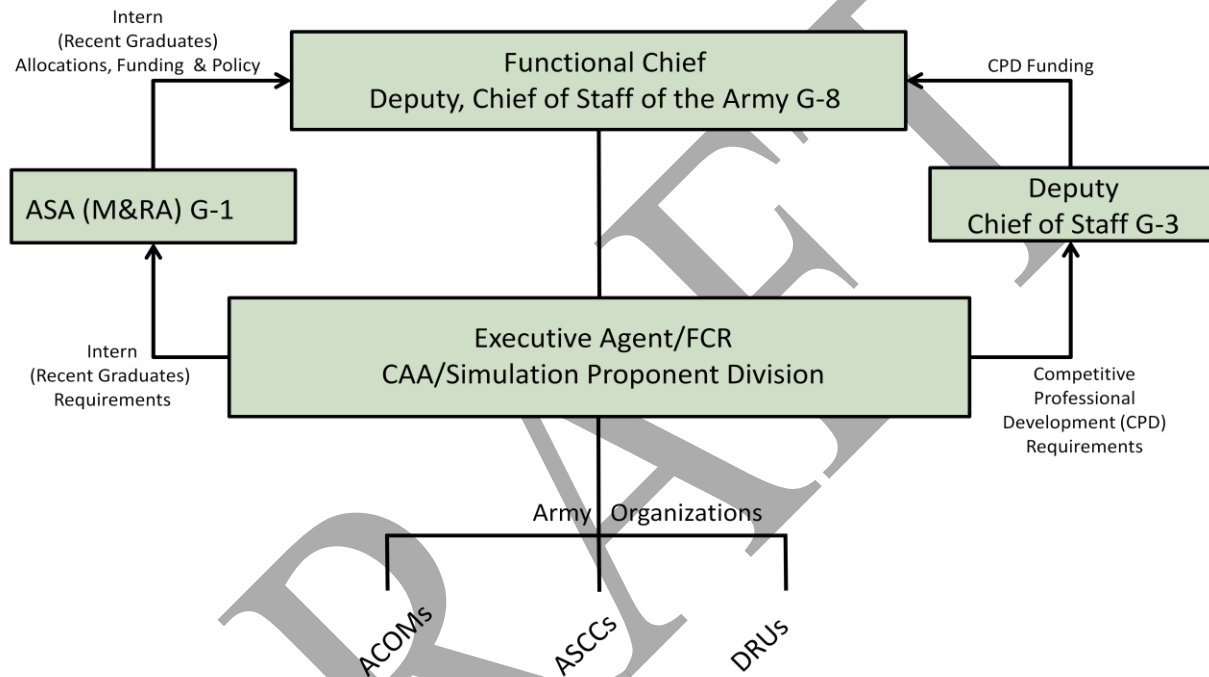 Intern
(Recent Graduates)
Allocations, Funding & Policy
Functional Chief
Deputy, Chief of Staff of the Army G-8
CPD Funding
ASA (M&RA) G-1
Deputy
Chief of Staff G-3
Executive Agent/FCR
CAA/Simulation Proponent Division
Intern
(Recent Graduates)
Requirements
Competitive
Professional
Development (CPD)
Requirements
Army Organizations
ACOMs
ASCCs
DRUs
RAFT